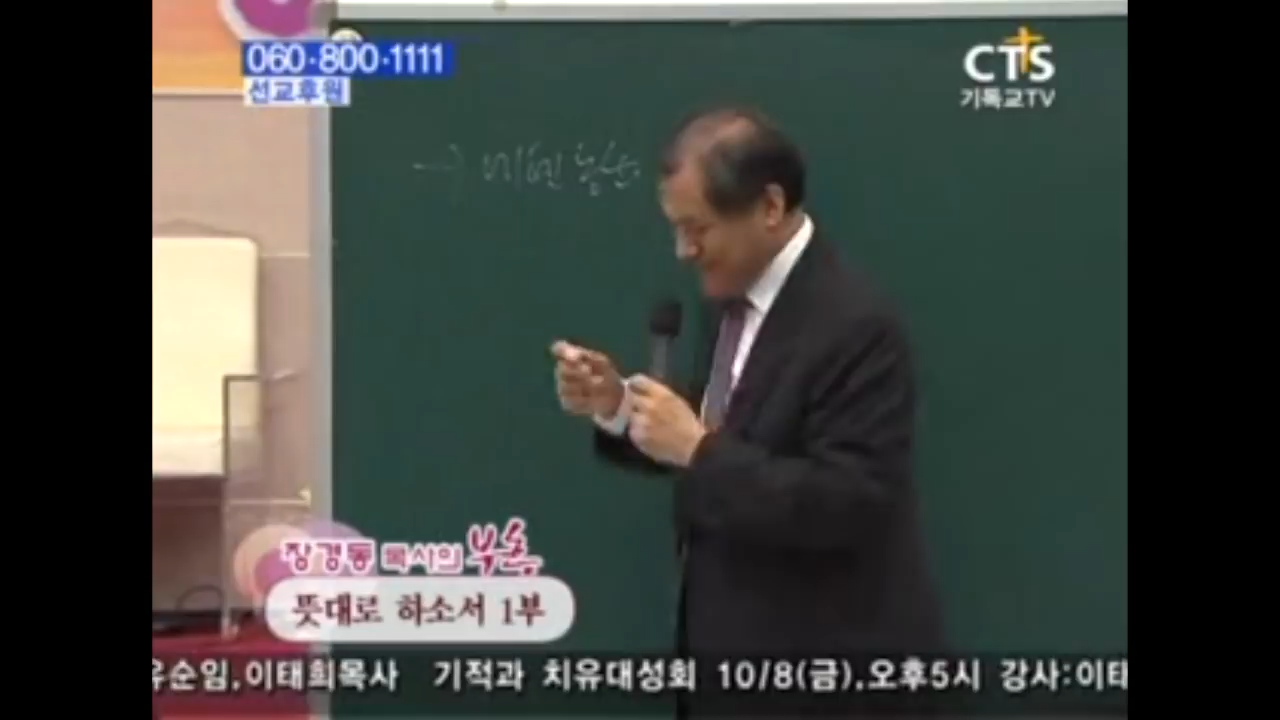 060·800·1111
선교후원
CTS
기독교TV
장경동 목사의 부흥
뜻대로 하소서 1부
유순임,이태희목사 기적과 치유대성회 10/8(금),오후5시 강사:이태